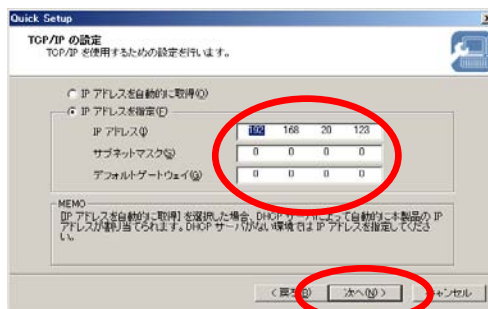 Quick Setup
TCP/IP の設定
TCP/IP を使用するための設定を行います。
IP アドレスを自動的に取得(O)
IP アドレスを指定(F)
IP アドレス(I) 192 168 20 123
サブネットマスク(S) 0 0 0 0
デフォルトゲートウェイ(G) 0 0 0 0
MEMO
[IP アドレスを自動的に取得] を選択した場合、DHCP サーバによって自動的に本製品の IP
アドレスが割り当てられます。DHCP サーバがない環境では IP アドレスを指定してくださ
い。
< 戻る(B) 次へ(N) > キャンセル